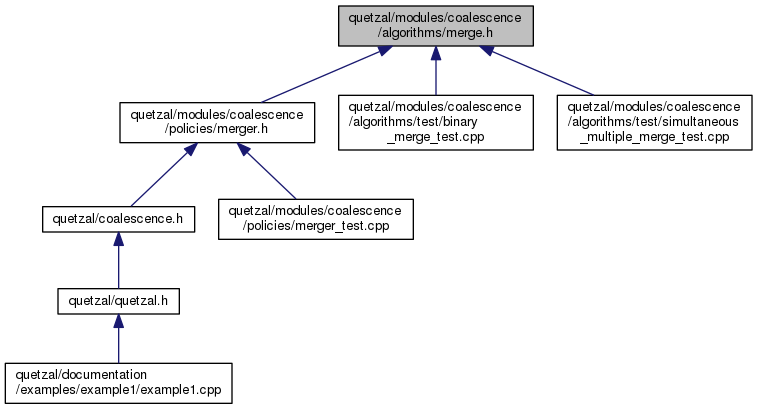 quetzal/modules/coalescence
/algorithms/merge.h
quetzal/modules/coalescence
/policies/merger.h
quetzal/modules/coalescence
/algorithms/test/binary
_merge_test.cpp
quetzal/modules/coalescence
/algorithms/test/simultaneous
_multiple_merge_test.cpp
quetzal/coalescence.h
quetzal/modules/coalescence
/policies/merger_test.cpp
quetzal/quetzal.h
quetzal/documentation
/examples/example1/example1.cpp